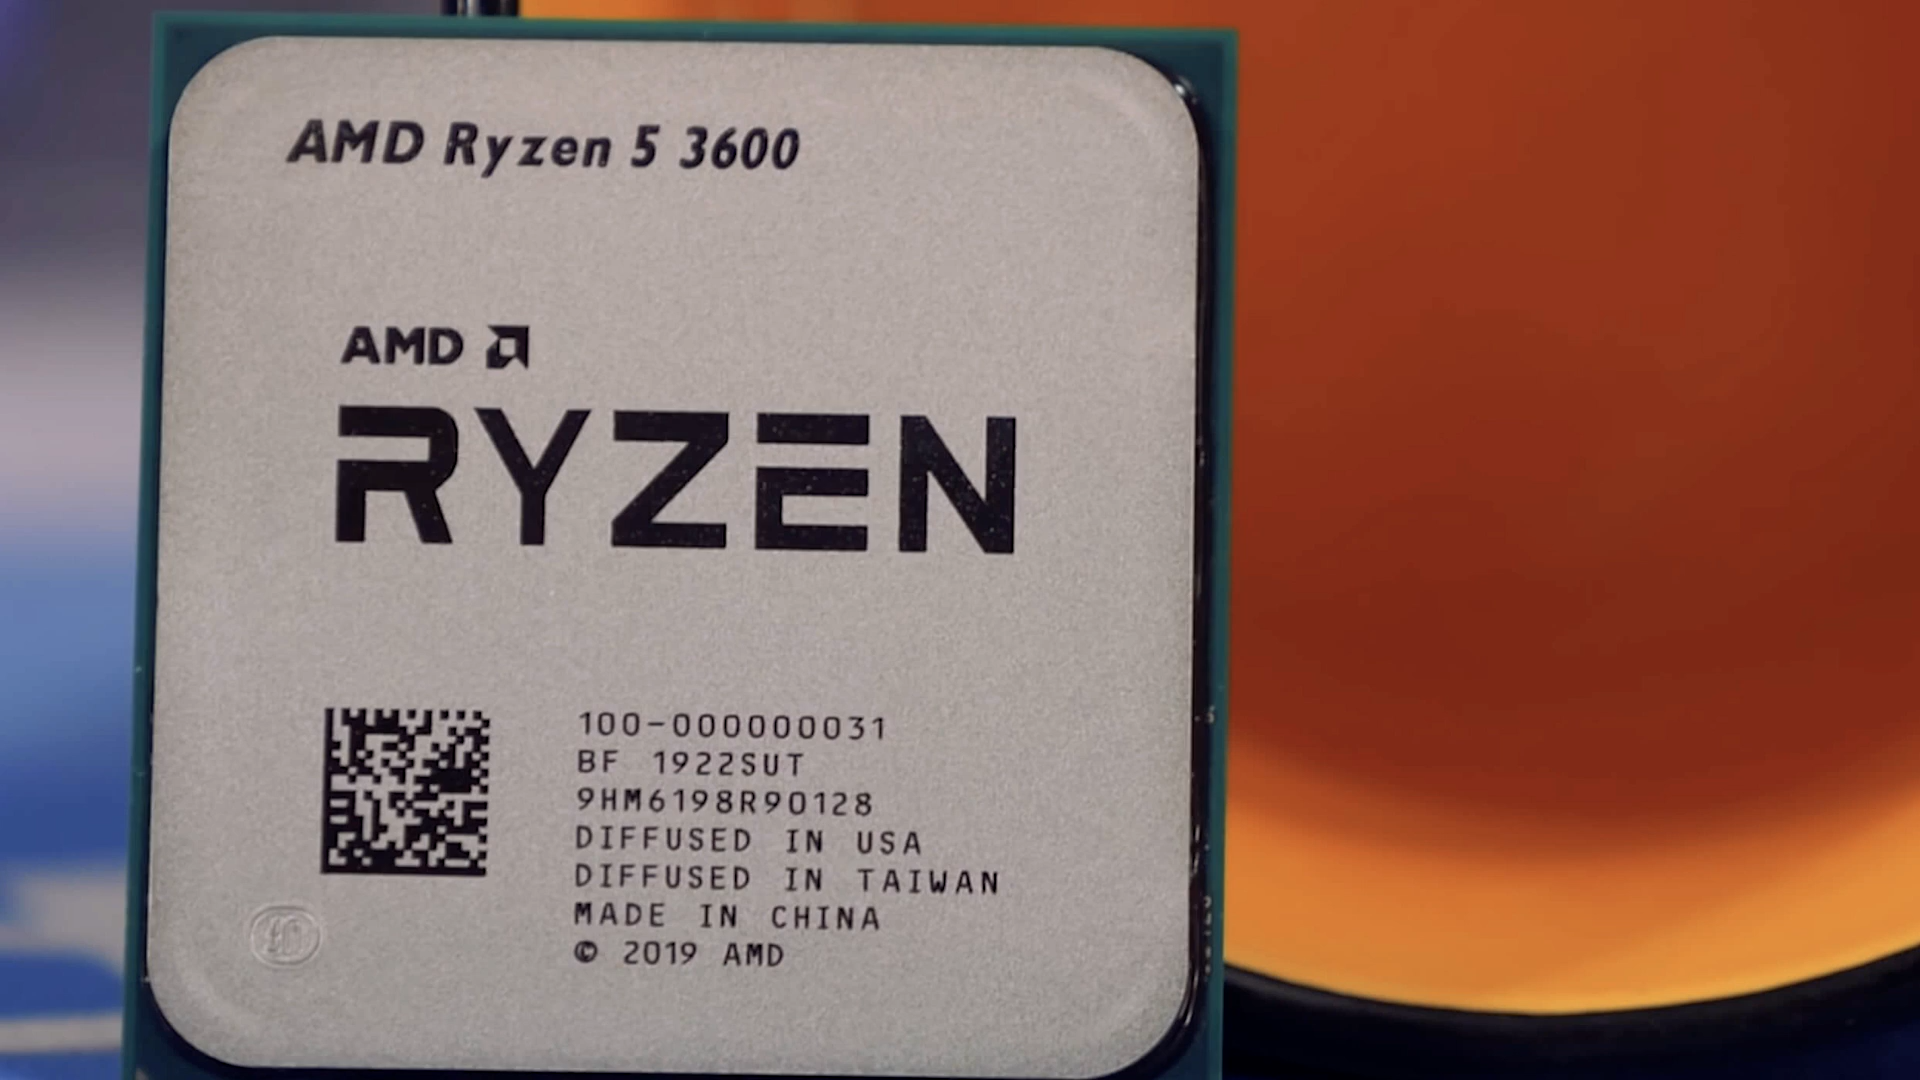 AMD Ryzen 5 3600
AMD
RYZEN
100-000000031
BF 1922SUT
9HM6198R90128
DIFFUSED IN USA
DIFFUSED IN TAIWAN
MADE IN CHINA
© 2019 AMD